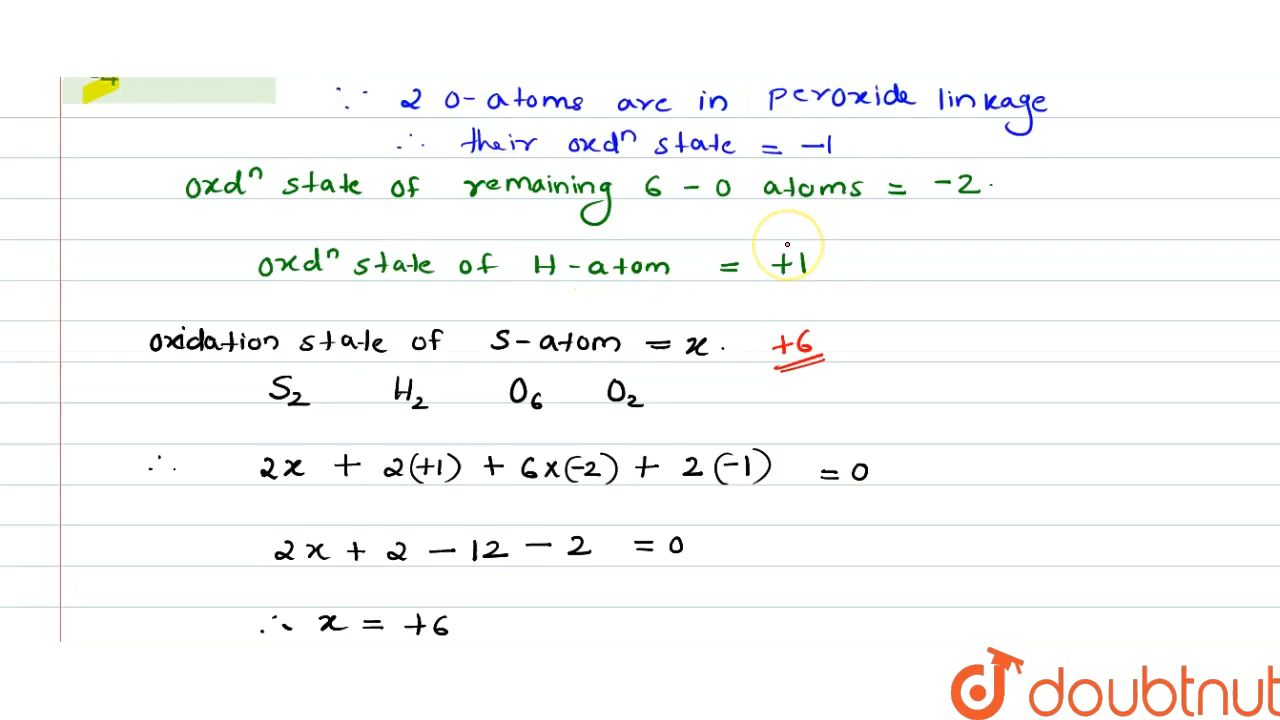 -4
∵ 2 O-atoms are in peroxide linkage
∴ their oxdⁿ state = -1
oxdⁿ state of remaining 6-O atoms = -2.
oxdⁿ state of H-atom = +1
oxidation state of S-atom = x. +6
S₂ H₂ O₆ O₂
∴ 2x + 2(+1) + 6×(-2) + 2(-1) = 0
2x + 2 - 12 - 2 = 0
∴ x = +6
doubtnut